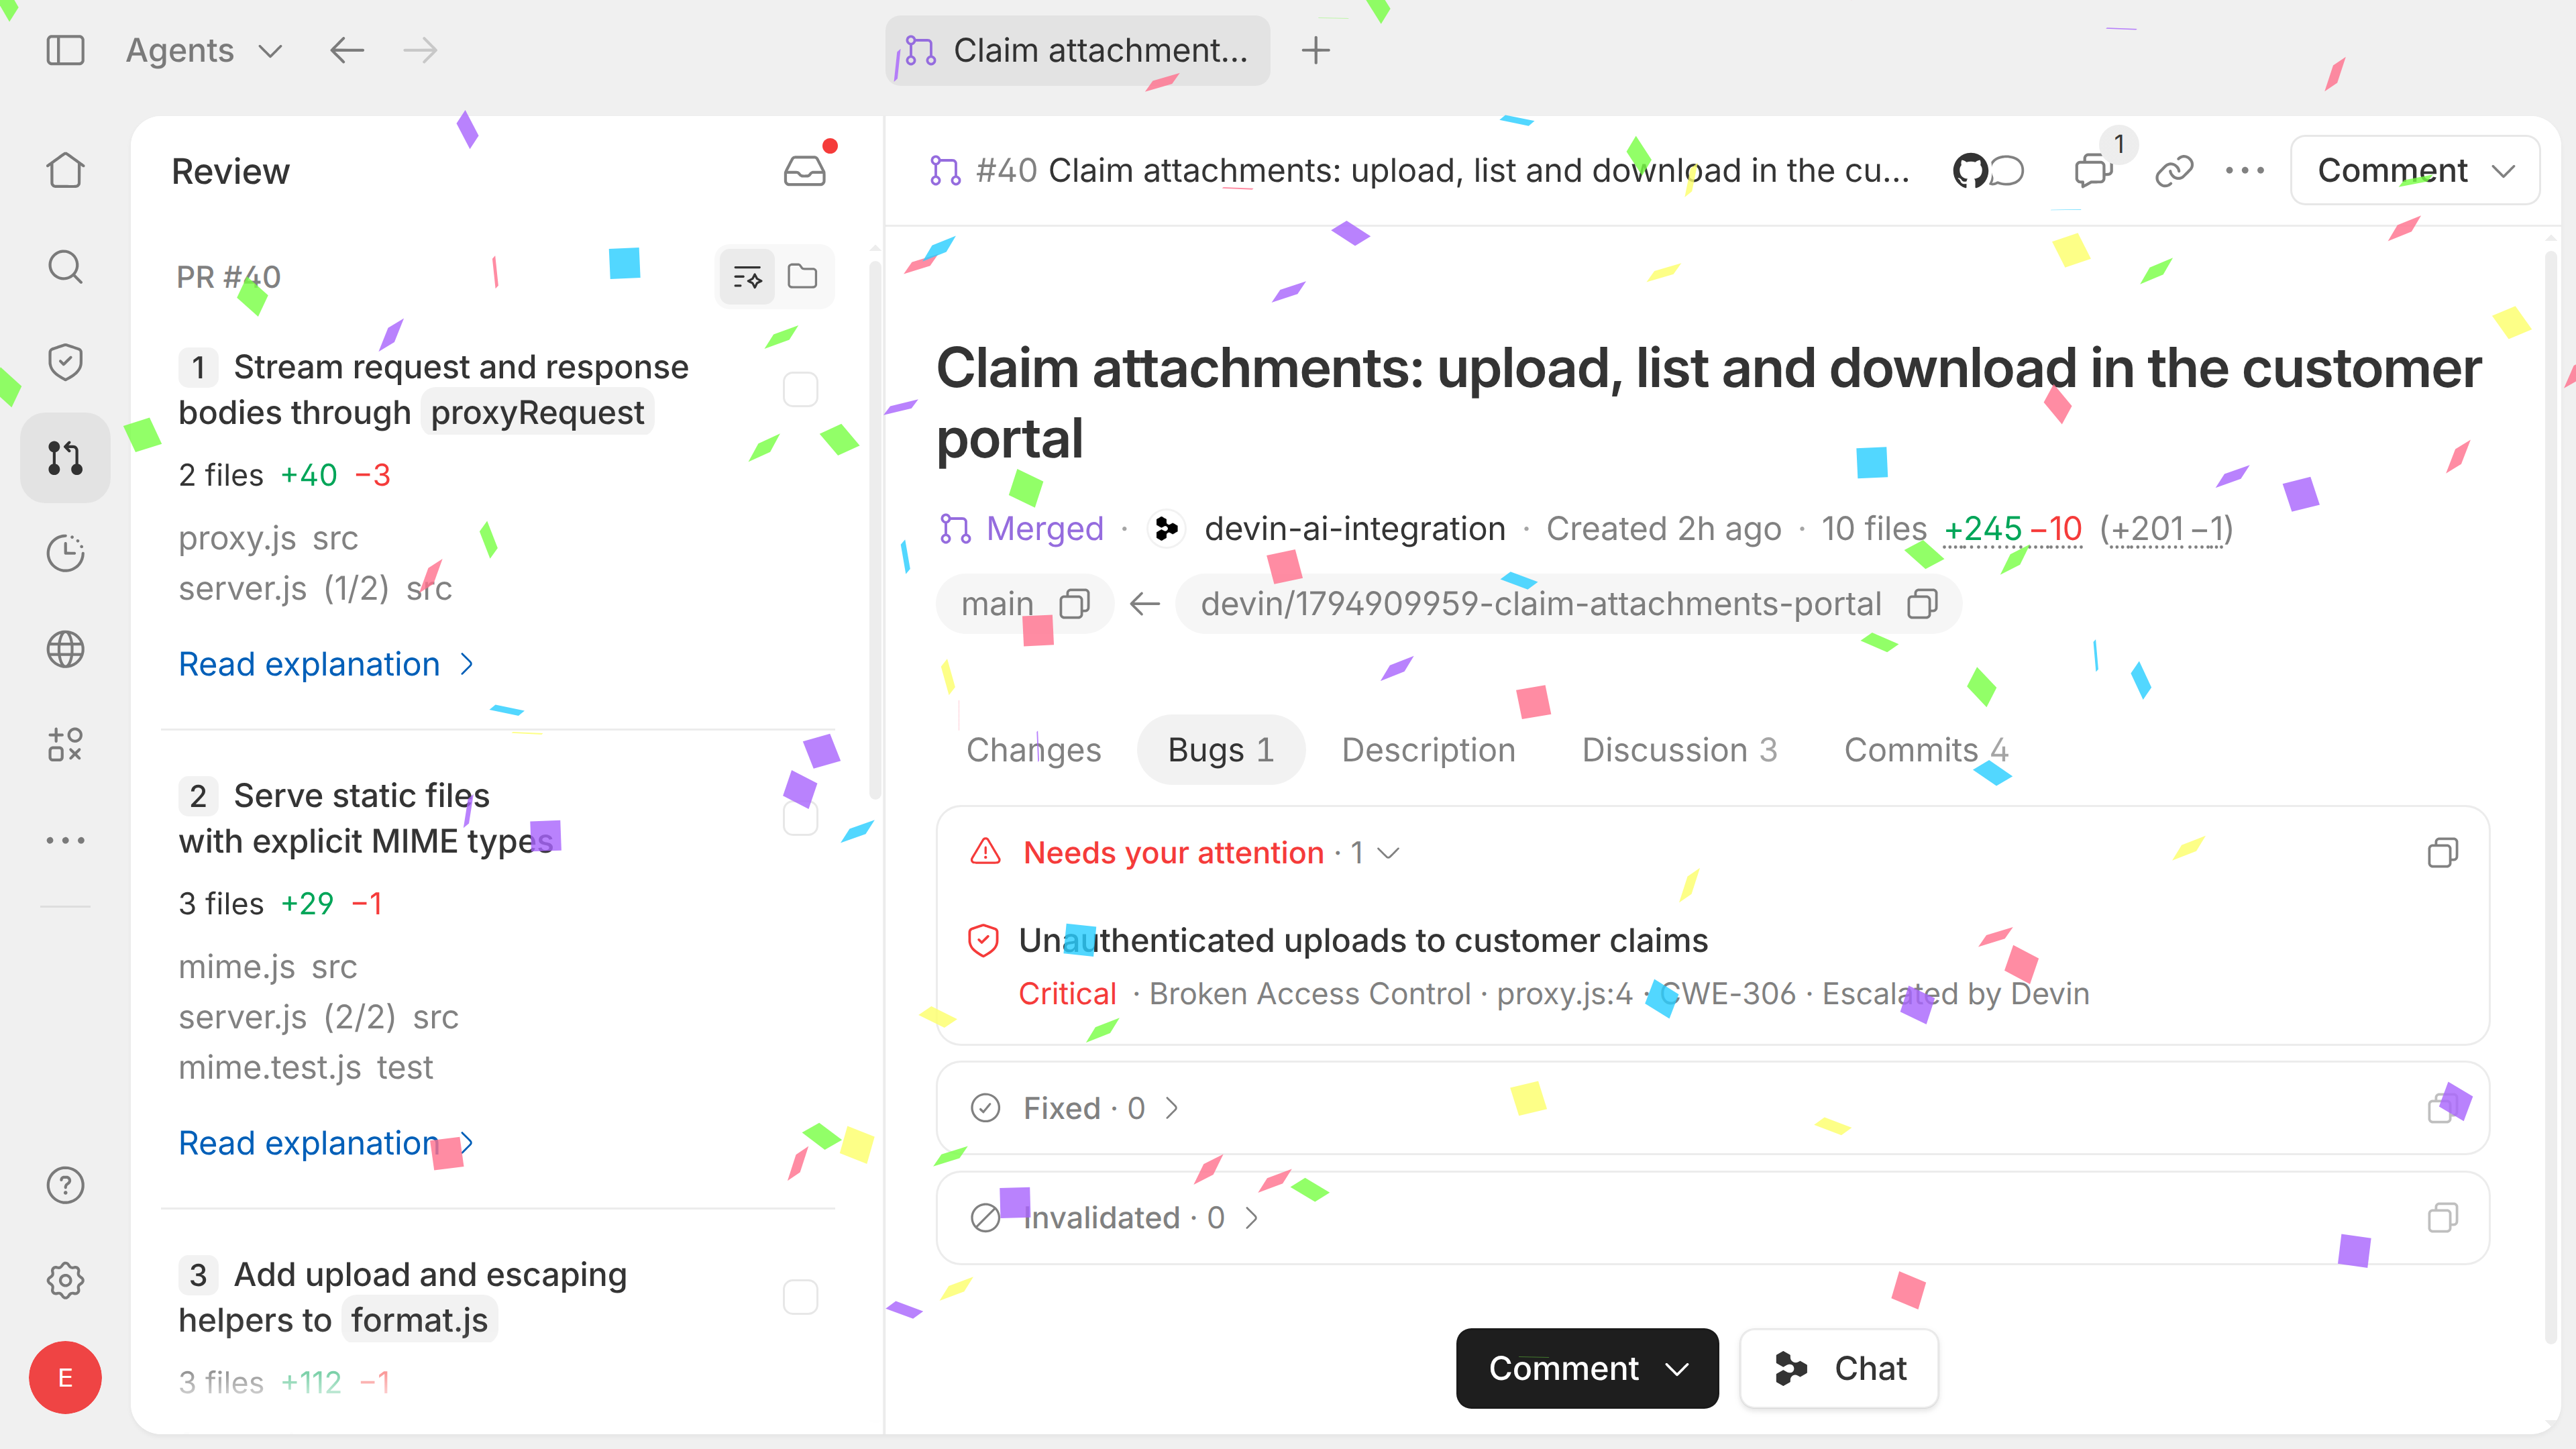 Agents
Claim attachment...
Review
PR #40
1 Stream request and response
bodies through proxyRequest
2 files +40 −3
proxy.js src
server.js (1/2) src
Read explanation
2 Serve static files
with explicit MIME types
3 files +29 −1
mime.js src
server.js (2/2) src
mime.test.js test
Read explanation
3 Add upload and escaping
helpers to format.js
3 files +112 −1
E
#40 Claim attachments: upload, list and download in the cu...
1
Comment
Claim attachments: upload, list and download in the customer
portal
Merged · devin-ai-integration · Created 2h ago · 10 files +245 −10 (+201 −1)
main ← devin/1794909959-claim-attachments-portal
Changes Bugs 1 Description Discussion 3 Commits 4
Needs your attention · 1
Unauthenticated uploads to customer claims
Critical · Broken Access Control · proxy.js:4 · CWE-306 · Escalated by Devin
Fixed · 0
Invalidated · 0
Comment
Chat